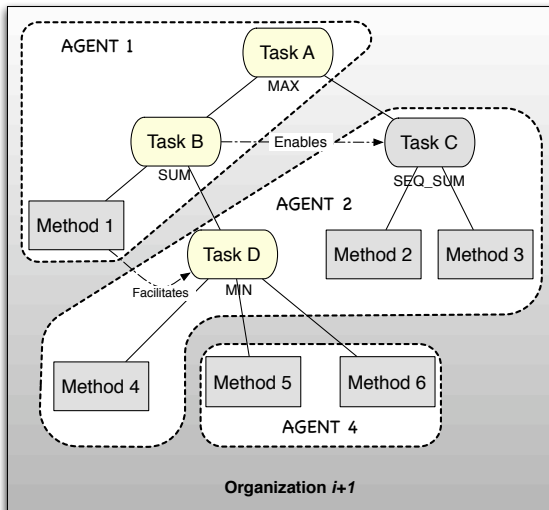 AGENT 1
Task A
MAX
Task B
Enables
Task C
SUM
SEQ_SUM
AGENT 2
Method 1
Method 2
Method 3
Task D
Facilitates
MIN
Method 4
Method 5
Method 6
AGENT 4
Organization i+1